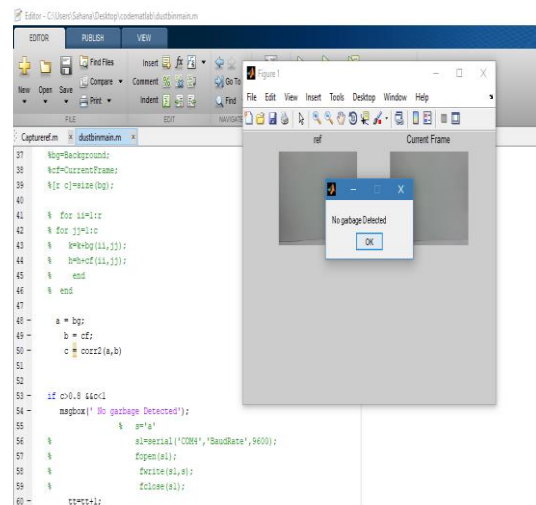 Editor - C:\Users\Sahana\Desktop\codematlab\dustbinmain.m
EDITOR PUBLISH VIEW
New Open Save
Find Files
Compare
Print
Insert
Comment
Indent
Go To
Find
FILE EDIT NAVIGATE
Captureref.m × dustbinmain.m ×
37 %bg=Background;
38 %cf=CurrentFrame;
39 %[r c]=size(bg);
40
41 % for ii=1:r
42 % for jj=1:c
43 % k=k+bg(ii,jj);
44 % h=h+cf(ii,jj);
45 % end
46 % end
47
48 - a = bg;
49 - b = cf;
50 - c = corr2(a,b)
51
52
53 - if c>0.8 &&c<1
54 - msgbox(' No garbage Detected');
55 % s='a'
56 % s1=serial('COM4','BaudRate',9600);
57 % fopen(s1);
58 % fwrite(s1,s);
59 % fclose(s1);
60 - tt=tt+1;
Figure 1
File Edit View Insert Tools Desktop Window Help
ref Current Frame
No garbage Detected
OK